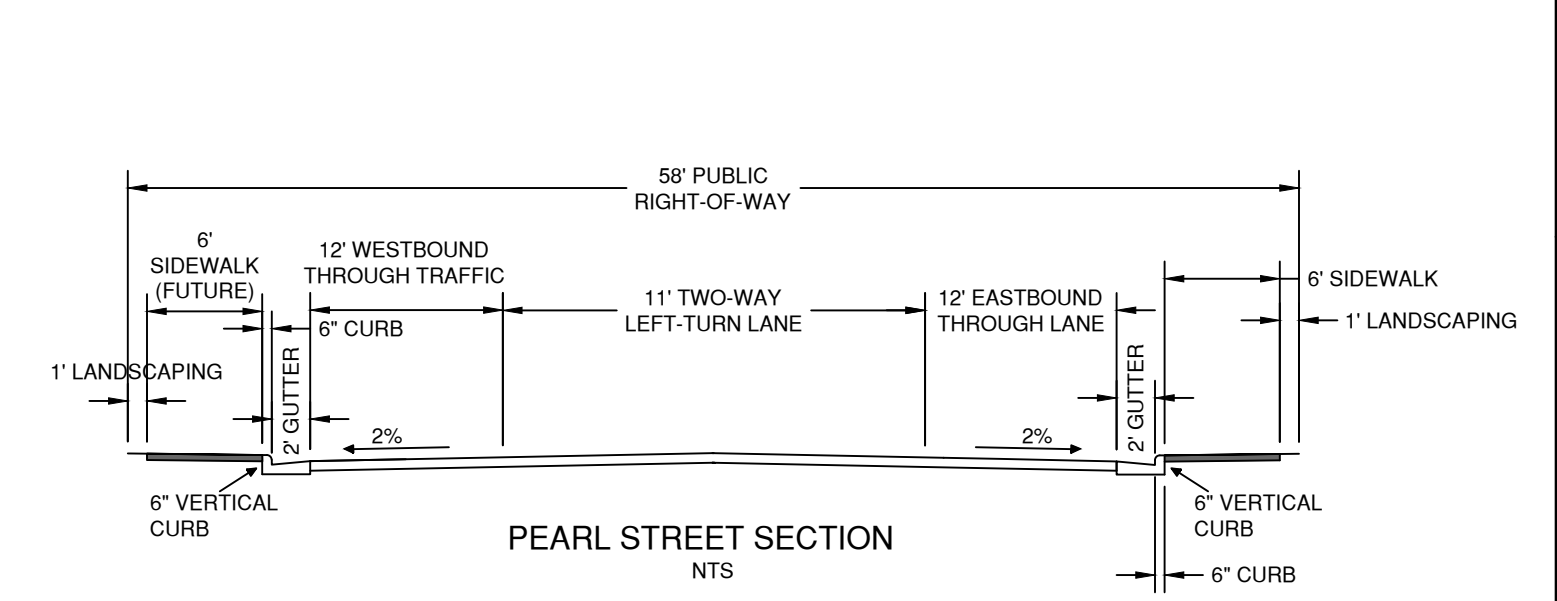 58' PUBLIC
RIGHT-OF-WAY
6'
SIDEWALK
(FUTURE)
12' WESTBOUND
THROUGH TRAFFIC
6" CURB
11' TWO-WAY
LEFT-TURN LANE
12' EASTBOUND
THROUGH LANE
6' SIDEWALK
1' LANDSCAPING
1' LANDSCAPING
2' GUTTER
2' GUTTER
2%
2%
6" VERTICAL
CURB
6" VERTICAL
CURB
PEARL STREET SECTION
NTS
6" CURB